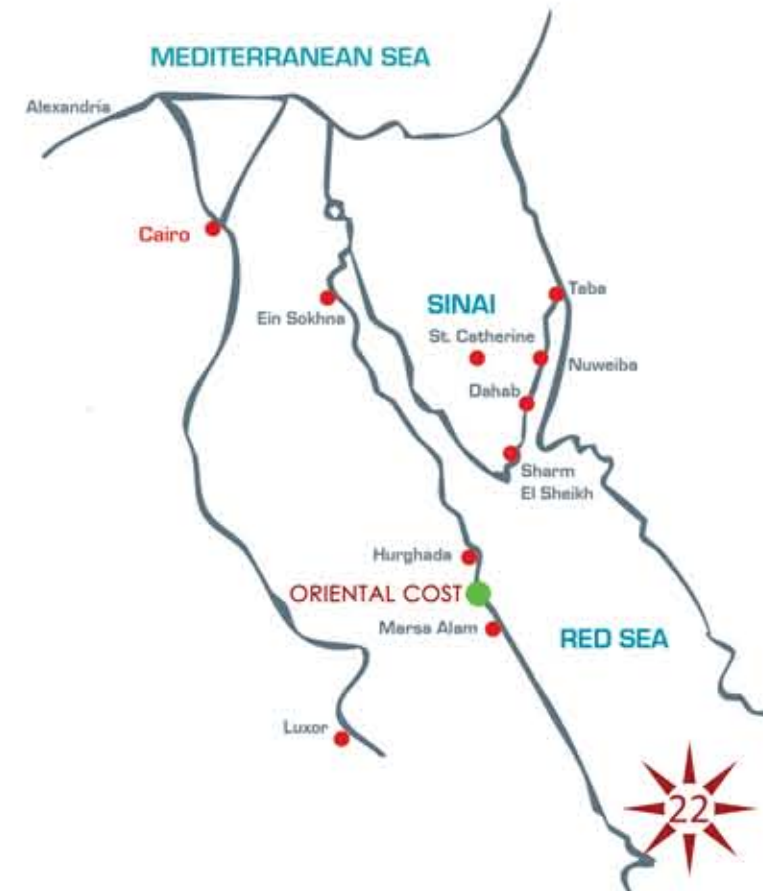 MEDITERRANEAN SEA
Alexandria
Cairo
Ein Sokhna
SINAI
Taba
St. Catherine
Nuweiba
Dahab
Sharm
El Sheikh
Hurghada
ORIENTAL COST
Marsa Alam
RED SEA
Luxor
22